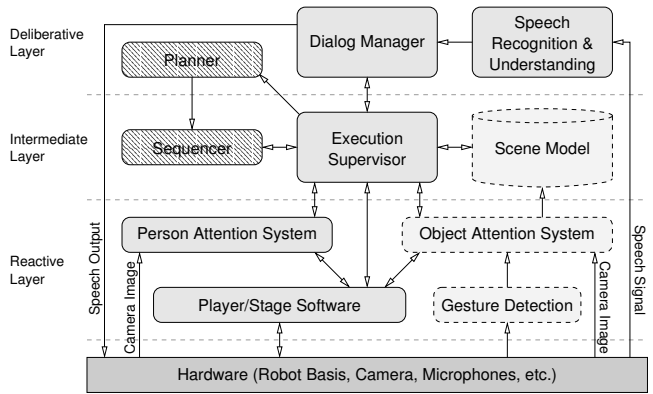 Deliberative
Layer
Planner
Dialog Manager
Speech
Recognition &
Understanding
Intermediate
Layer
Sequencer
Execution
Supervisor
Scene Model
Reactive
Layer
Speech Output
Camera Image
Person Attention System
Object Attention System
Player/Stage Software
Gesture Detection
Camera Image
Speech Signal
Hardware (Robot Basis, Camera, Microphones, etc.)